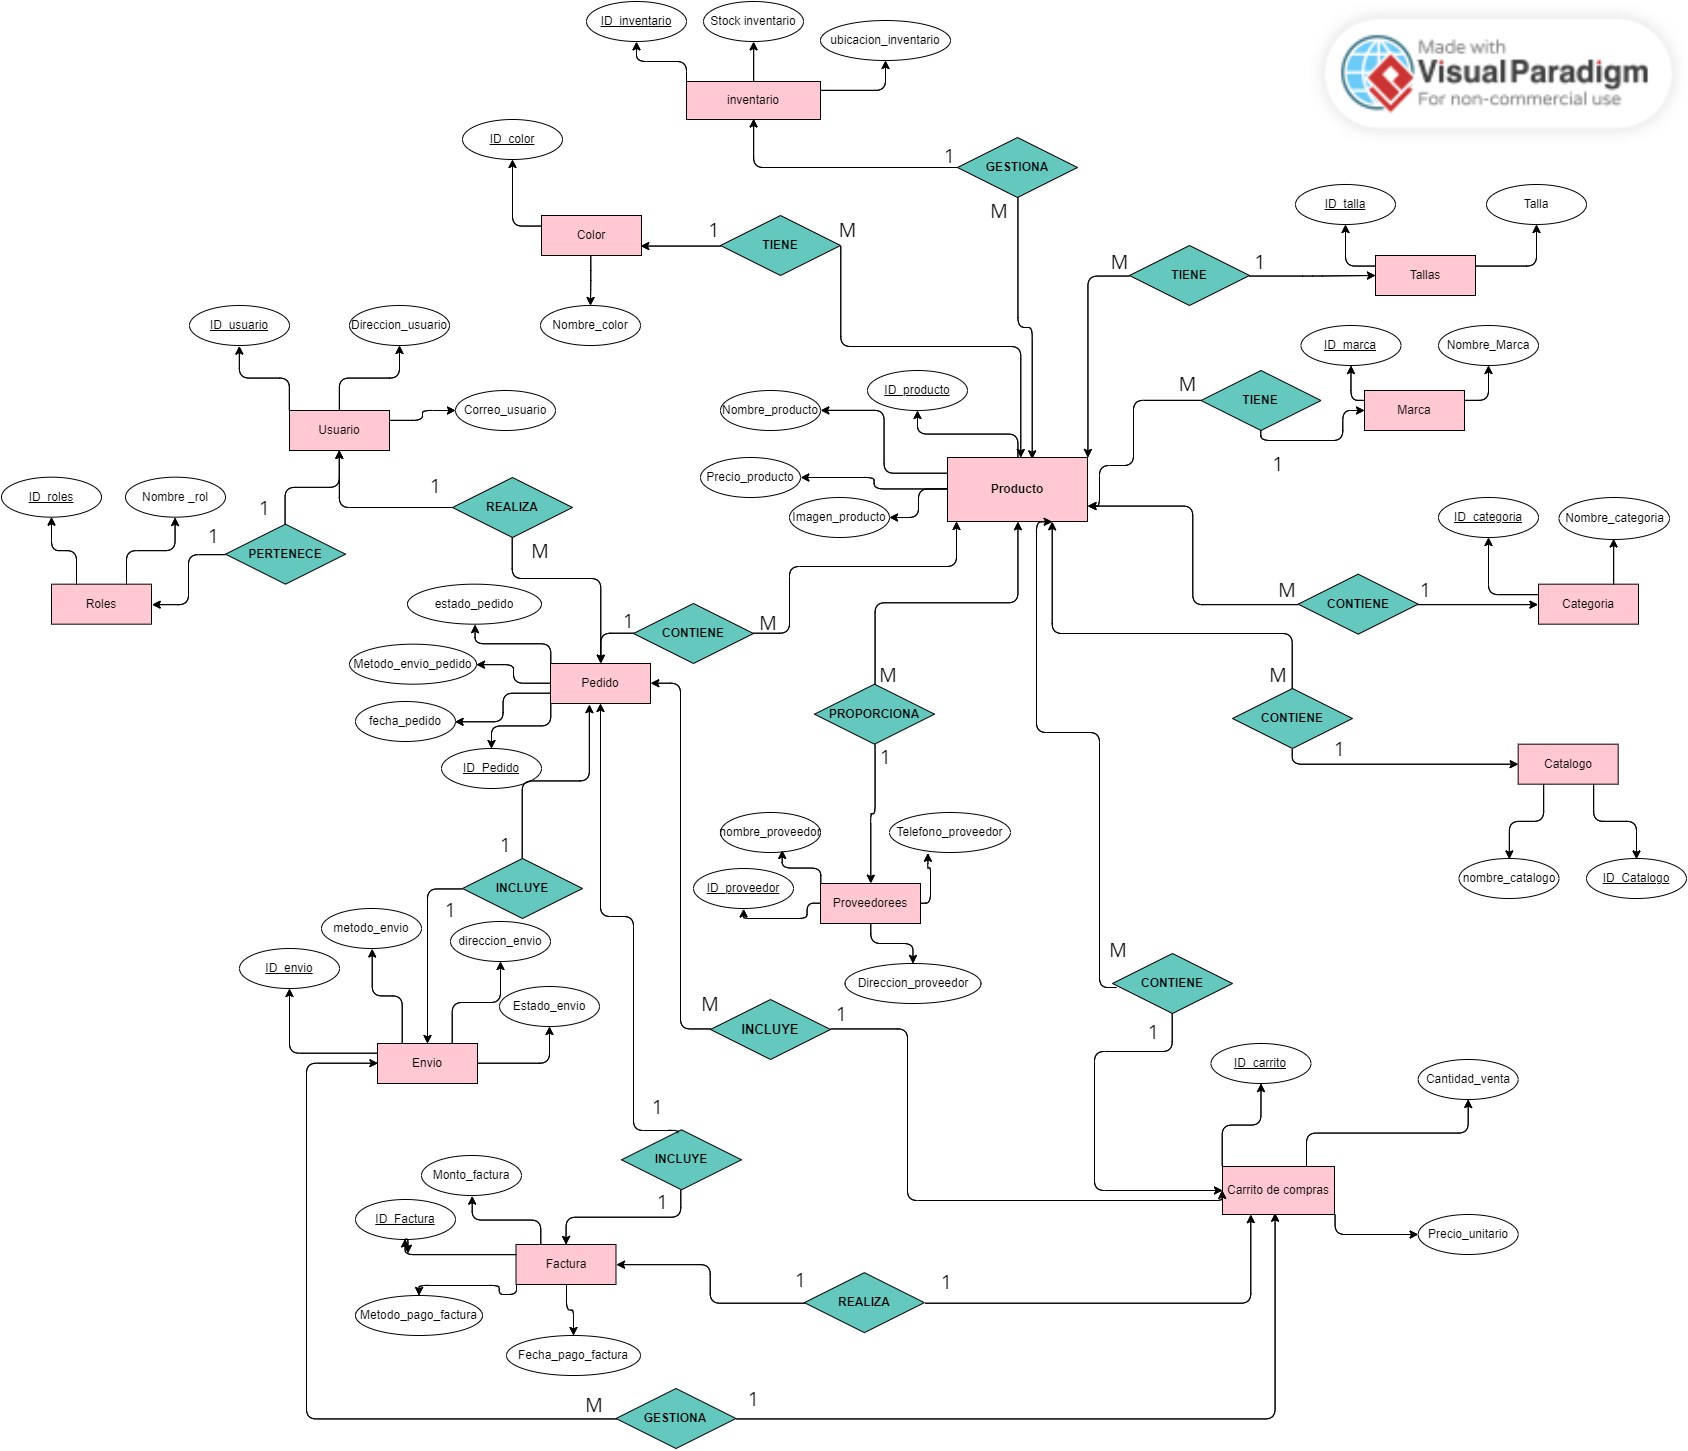 ID_inventario
Stock inventario
ubicacion_inventario
Made with
Visual Paradigm
For non-commercial use
inventario
ID_color
1
GESTIONA
M
Color
1
TIENE
M
ID_talla
Talla
M
TIENE
1
Tallas
Nombre_color
ID_usuario
Direccion_usuario
ID_marca
Nombre_Marca
Correo_usuario
Usuario
Nombre_producto
ID_producto
M
TIENE
Marca
1
ID_roles
Nombre _rol
1
1
PERTENECE
Roles
1
REALIZA
M
Precio_producto
Imagen_producto
Producto
ID_categoria
Nombre_categoria
M
CONTIENE
1
Categoria
estado_pedido
Metodo_envio_pedido
fecha_pedido
ID_Pedido
Pedido
1
CONTIENE
M
M
PROPORCIONA
1
M
CONTIENE
1
Catalogo
nombre_catalogo
ID_Catalogo
1
INCLUYE
1
nombre_proveedor
Telefono_proveedor
ID_proveedor
Proveedorees
Direccion_proveedor
metodo_envio
direccion_envio
ID_envio
Estado_envio
Envio
M
INCLUYE
1
M
CONTIENE
1
ID_carrito
Cantidad_venta
Carrito de compras
Precio_unitario
1
INCLUYE
1
Monto_factura
ID_Factura
Factura
Metodo_pago_factura
Fecha_pago_factura
1
REALIZA
1
M
GESTIONA
1